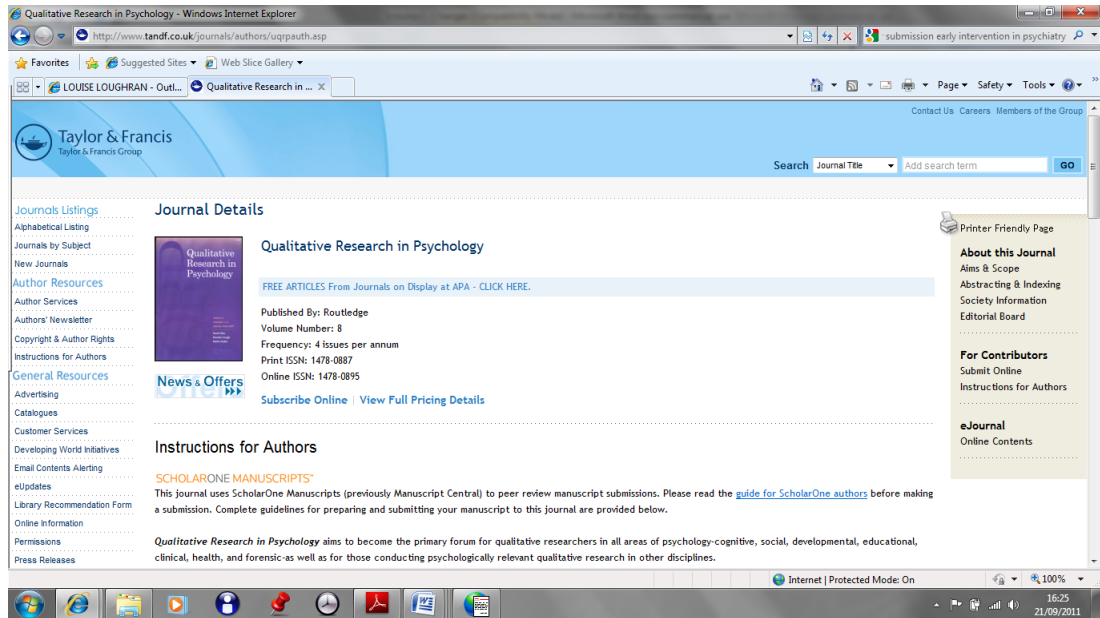 Qualitative Research in Psychology - Windows Internet Explorer
http://www.tandf.co.uk/journals/authors/uqrpauth.asp
submission early intervention in psychiatry
Favorites Suggested Sites Web Slice Gallery
LOUISE LOUGHRAN - Outl... Qualitative Research in ... X
Page Safety Tools
Contact Us Careers Members of the Group
Taylor & Francis
Taylor & Francis Group
Search Journal Title Add search term GO
Journals Listings
Alphabetical Listing
Journals by Subject
New Journals
Author Resources
Author Services
Authors' Newsletter
Copyright & Author Rights
Instructions for Authors
General Resources
Advertising
Catalogues
Customer Services
Developing World Initiatives
Email Contents Alerting
eUpdates
Library Recommendation Form
Online Information
Permissions
Press Releases
Journal Details
Qualitative
Research in
Psychology
News & Offers
Qualitative Research in Psychology
FREE ARTICLES From Journals on Display at APA - CLICK HERE.
Published By: Routledge
Volume Number: 8
Frequency: 4 issues per annum
Print ISSN: 1478-0887
Online ISSN: 1478-0895
Subscribe Online | View Full Pricing Details
Instructions for Authors
SCHOLARONE MANUSCRIPTS™
This journal uses ScholarOne Manuscripts (previously Manuscript Central) to peer review manuscript submissions. Please read the guide for ScholarOne authors before making
a submission. Complete guidelines for preparing and submitting your manuscript to this journal are provided below.
Qualitative Research in Psychology aims to become the primary forum for qualitative researchers in all areas of psychology-cognitive, social, developmental, educational,
clinical, health, and forensic-as well as for those conducting psychologically relevant qualitative research in other disciplines.
Printer Friendly Page
About this Journal
Aims & Scope
Abstracting & Indexing
Society Information
Editorial Board
For Contributors
Submit Online
Instructions for Authors
eJournal
Online Contents
Internet | Protected Mode: On
100%
16:25
21/09/2011